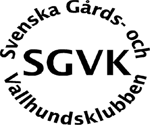 Svenska Gårds- och
SGVK
Vallhundsklubben